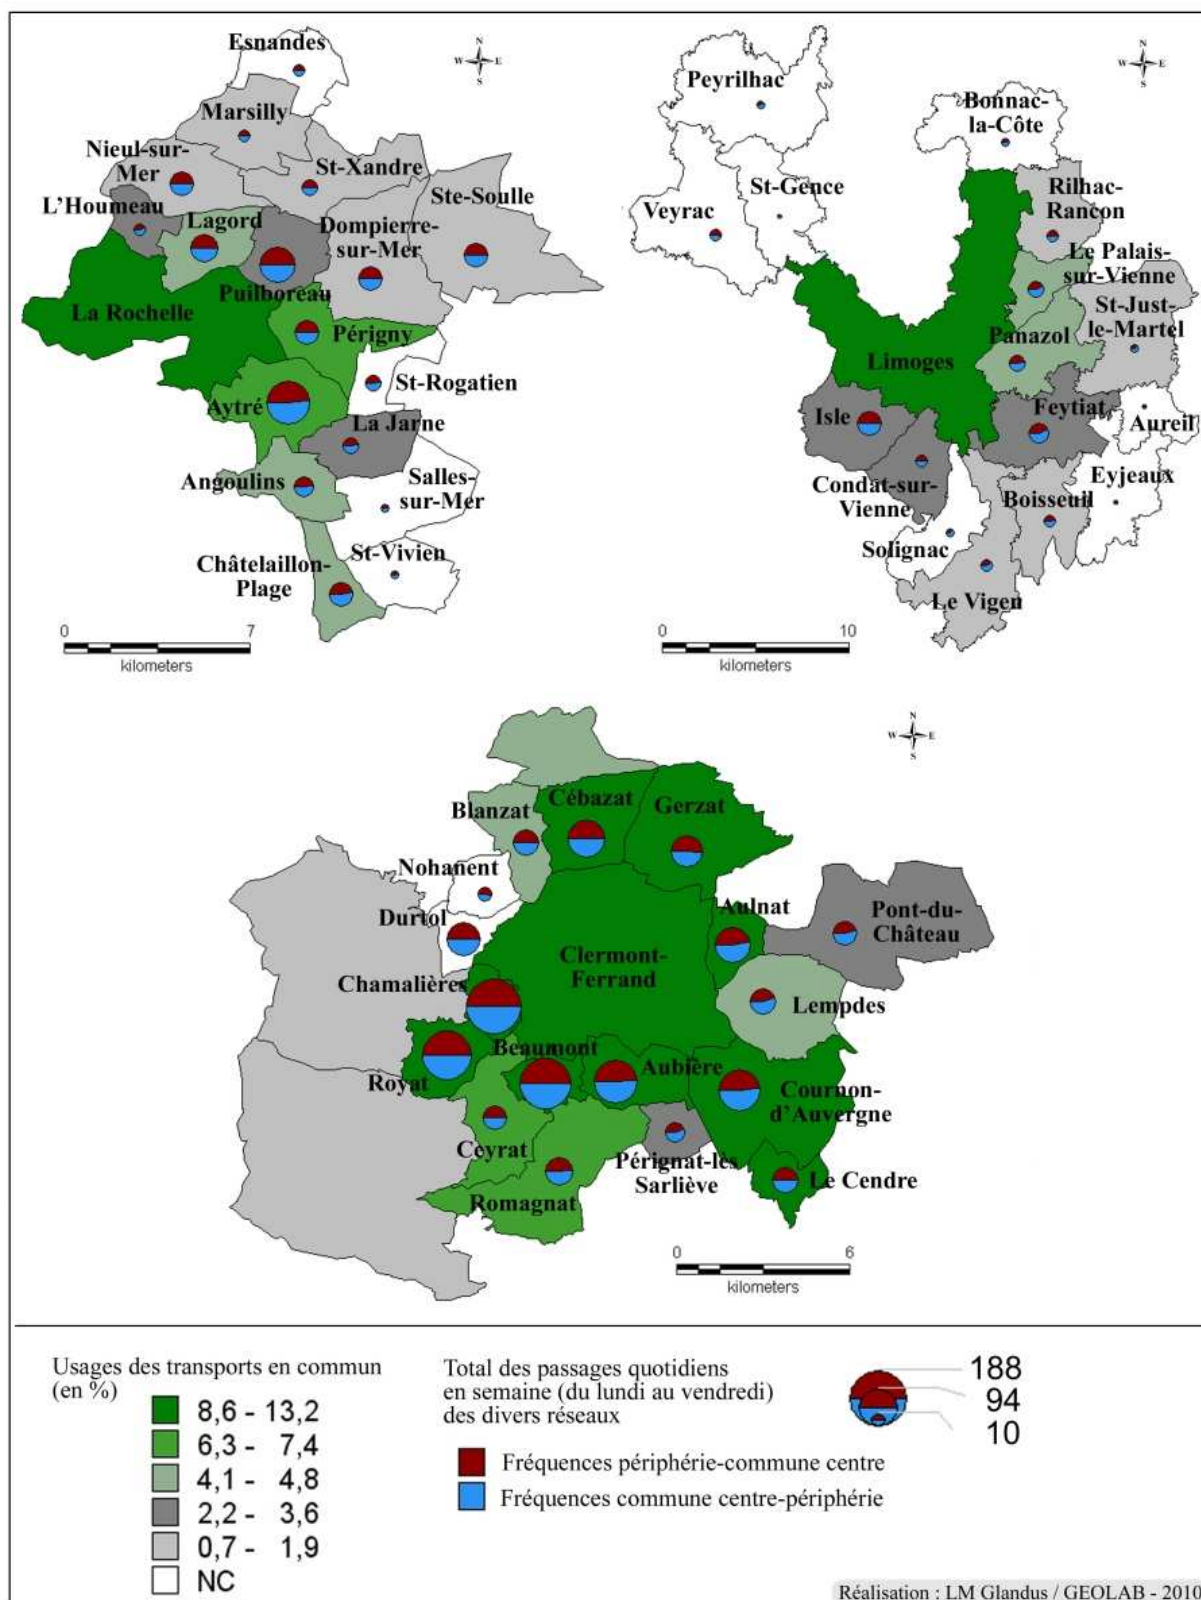 Esnandes
Marsilly
Nieul-sur-
Mer
St-Xandre
L'Houmeau
Lagord
Dompierre-
sur-Mer
Ste-Soulle
Puilboreau
La Rochelle
Périgny
St-Rogatien
Aytré
La Jarne
Angoulins
Salles-
sur-Mer
Châtelaillon-
Plage
St-Vivien
0 7
kilometers
N
W E
S
Peyrilhac
Bonnac-
la-Côte
St-Gence
Veyrac
Rilhac-
Rancon
Le Palais-
sur-Vienne
St-Just-
le-Martel
Panazol
Limoges
Isle
Feytiat
Aureil
Condat-sur-
Vienne
Boisseuil
Eyjeaux
Solignac
Le Vigen
0 10
kilometers
N
W E
S
Blanzat
Cébazat
Gerzat
Nohanent
Durtol
Aulnat
Pont-du-
Château
Clermont-
Ferrand
Chamalières
Lempdes
Beaumont
Aubière
Royat
Cournon-
d'Auvergne
Ceyrat
Pérignat-lès
Sarliève
Le Cendre
Romagnat
0 6
kilometers
N
W E
S
Usages des transports en commun
(en %)
8,6 - 13,2
6,3 - 7,4
4,1 - 4,8
2,2 - 3,6
0,7 - 1,9
NC
Total des passages quotidiens
en semaine (du lundi au vendredi)
des divers réseaux
188
94
10
Fréquences périphérie-commune centre
Fréquences commune centre-périphérie
Réalisation : LM Glandus / GEOLAB - 2010